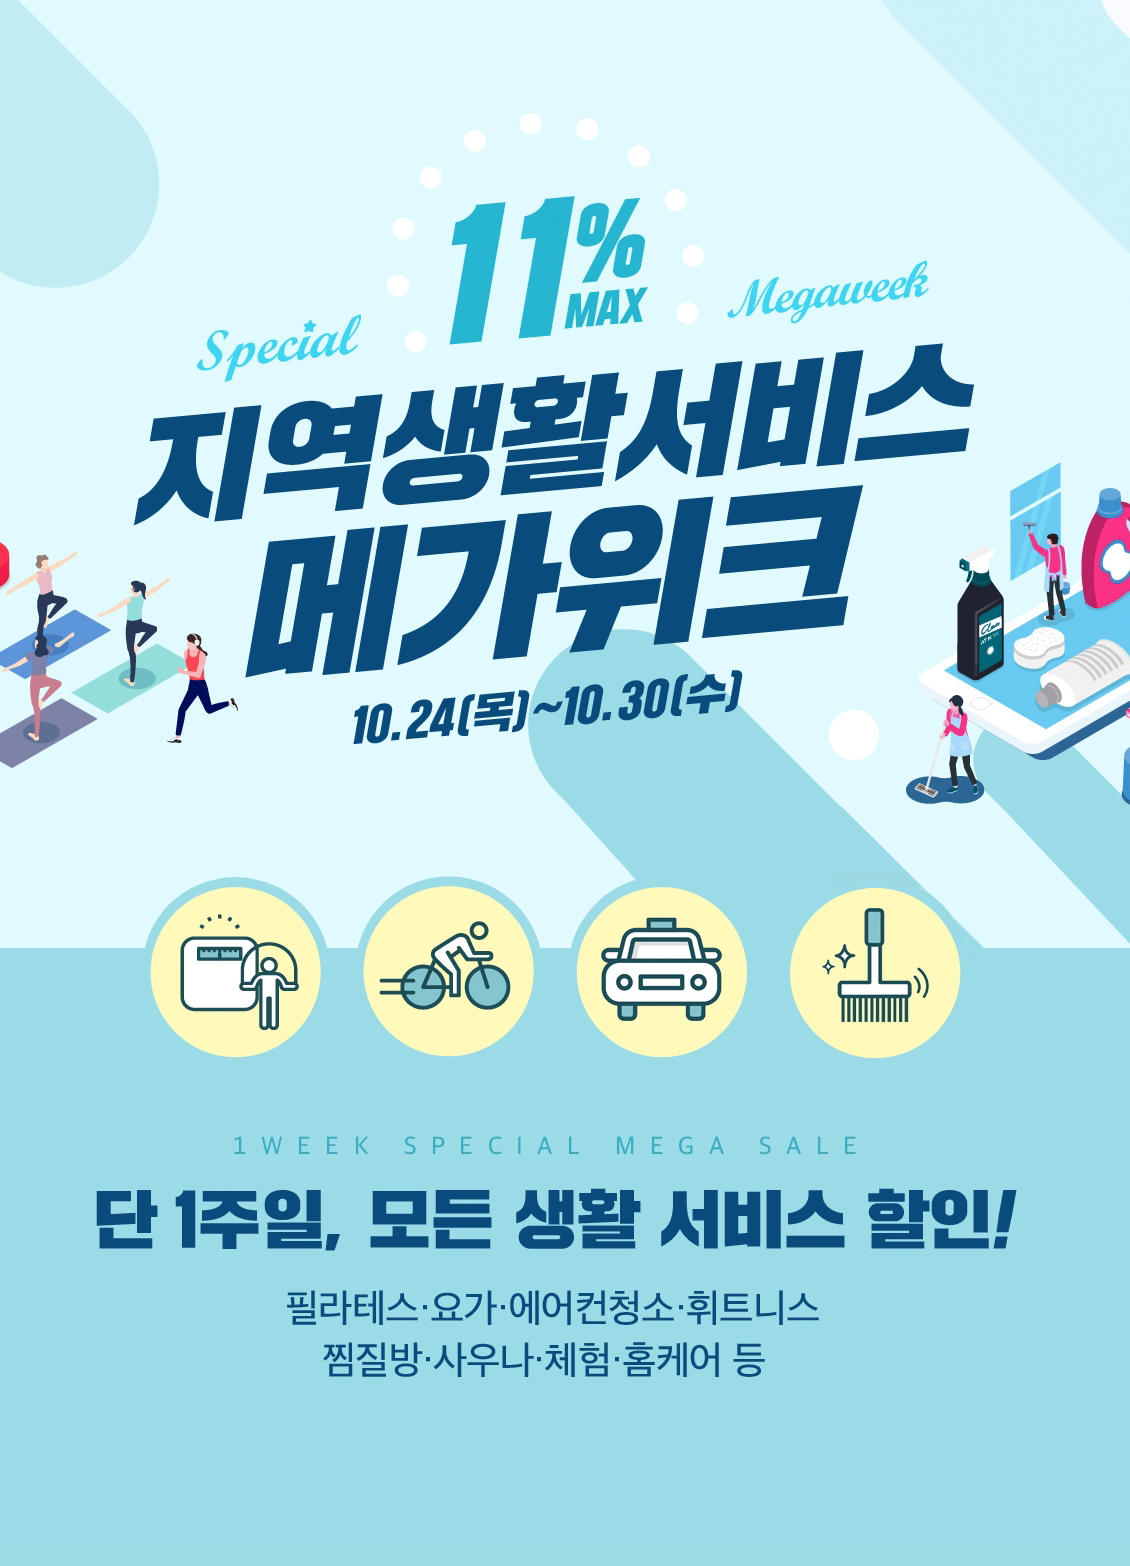 11%
MAX
Special
Megaweek
지역생활서비스
메가위크
10.24(목)~10.30(수)
1WEEK SPECIAL MEGA SALE
단 1주일, 모든 생활 서비스 할인!
필라테스·요가·에어컨청소·휘트니스
찜질방·사우나·체험·홈케어 등